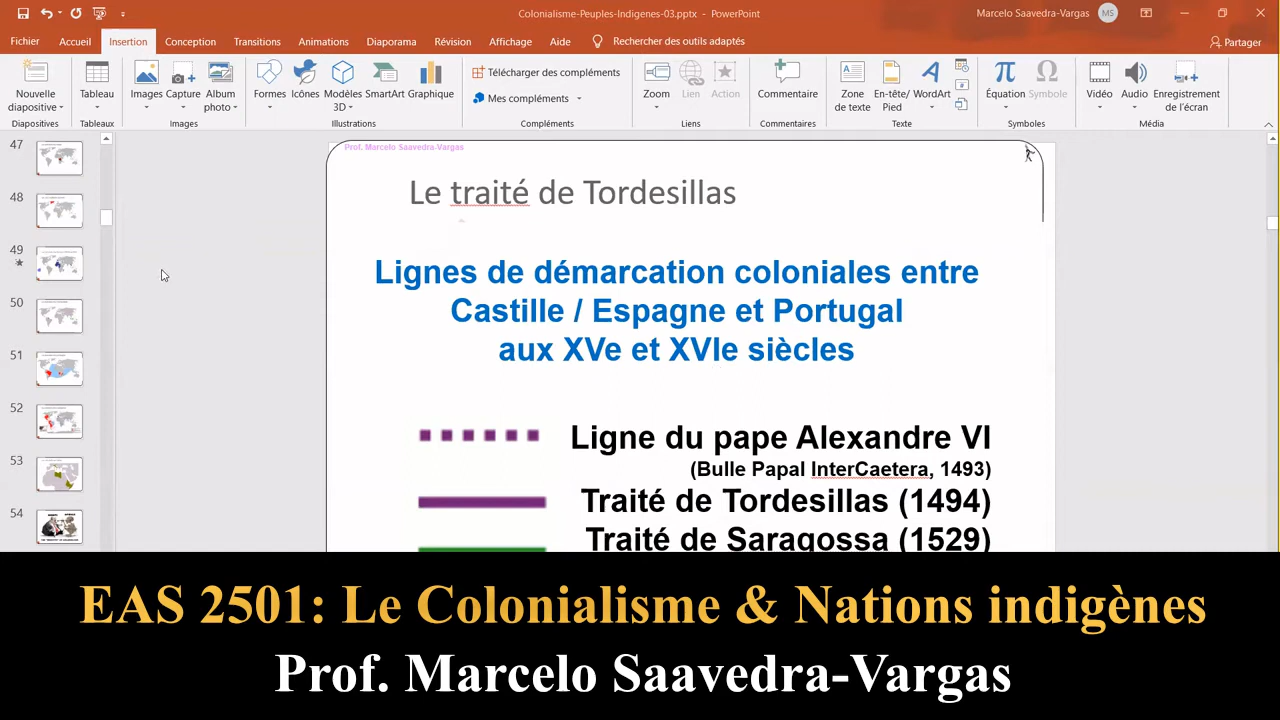 Colonialisme-Peuples-Indigenes-03.pptx - PowerPoint
Marcelo Saavedra-Vargas MS
Fichier Accueil Insertion Conception Transitions Animations Diaporama Révision Affichage Aide Rechercher des outils adaptés Partager
Nouvelle diapositive
Tableau
Images
Capture
Album photo
Formes
Icônes
Modèles 3D
SmartArt
Graphique
Télécharger des compléments
Mes compléments
Zoom
Lien
Action
Commentaire
Zone de texte
En-tête/ Pied
WordArt
Équation
Symbole
Vidéo
Audio
Enregistrement de l'écran
Diapositives Tableaux Images Illustrations Compléments Liens Commentaires Texte Symboles Média
47
48
49
50
51
52
53
54
Prof. Marcelo Saavedra-Vargas
Le traité de Tordesillas
Lignes de démarcation coloniales entre
Castille / Espagne et Portugal
aux XVe et XVIe siècles
Ligne du pape Alexandre VI
(Bulle Papal InterCaetera, 1493)
Traité de Tordesillas (1494)
Traité de Saragossa (1529)
EAS 2501: Le Colonialisme & Nations indigènes
Prof. Marcelo Saavedra-Vargas